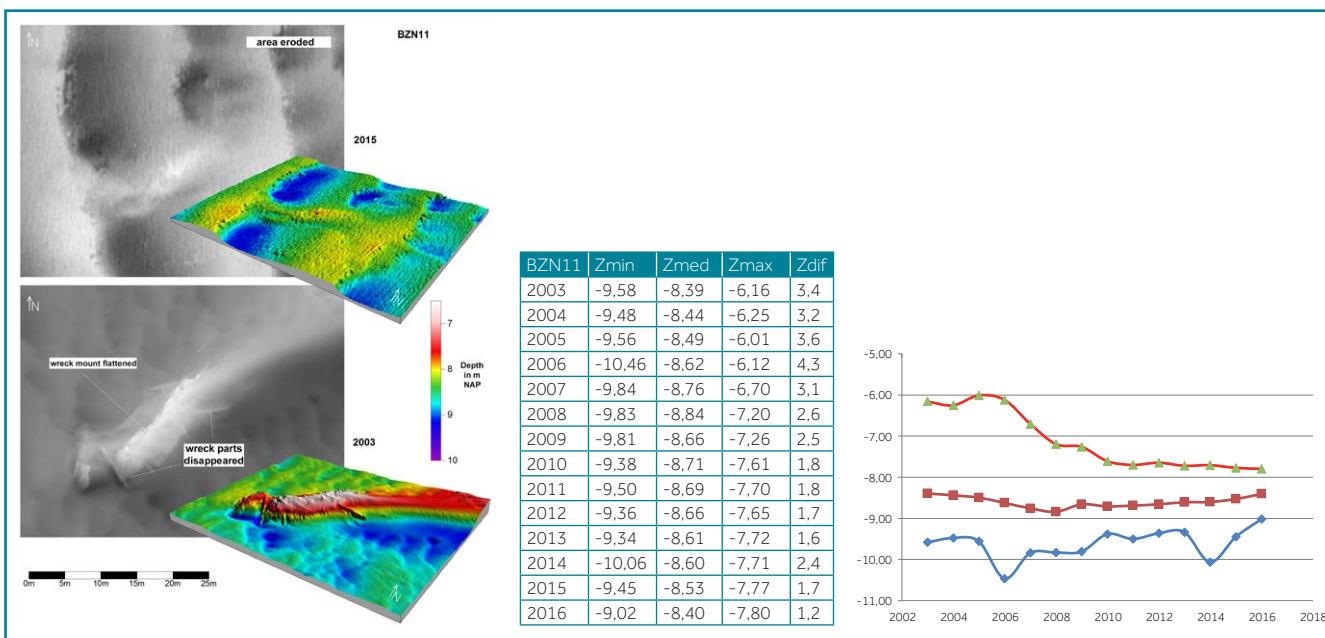 area eroded
BZN11
N
2015
N
wreck mount flattened
wreck parts
disappeared
N
7
8
9
10
Depth
in m
NAP
2003
N
0m 5m 10m 15m 20m 25m
BZN11 Zmin Zmed Zmax Zdif
2003 -9,58 -8,39 -6,16 3,4
2004 -9,48 -8,44 -6,25 3,2
2005 -9,56 -8,49 -6,01 3,6
2006 -10,46 -8,62 -6,12 4,3
2007 -9,84 -8,76 -6,70 3,1
2008 -9,83 -8,84 -7,20 2,6
2009 -9,81 -8,66 -7,26 2,5
2010 -9,38 -8,71 -7,61 1,8
2011 -9,50 -8,69 -7,70 1,8
2012 -9,36 -8,66 -7,65 1,7
2013 -9,34 -8,61 -7,72 1,6
2014 -10,06 -8,60 -7,71 2,4
2015 -9,45 -8,53 -7,77 1,7
2016 -9,02 -8,40 -7,80 1,2
-5.00
-6.00
-7.00
-8.00
-9.00
-10.00
-11.00
2002 2004 2006 2008 2010 2012 2014 2016 2018